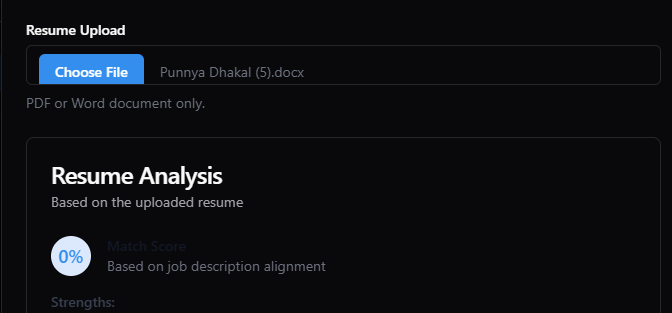 Resume Upload
Choose File Punnya Dhakal (5).docx
PDF or Word document only.
Resume Analysis
Based on the uploaded resume
0%
Match Score
Based on job description alignment
Strengths: